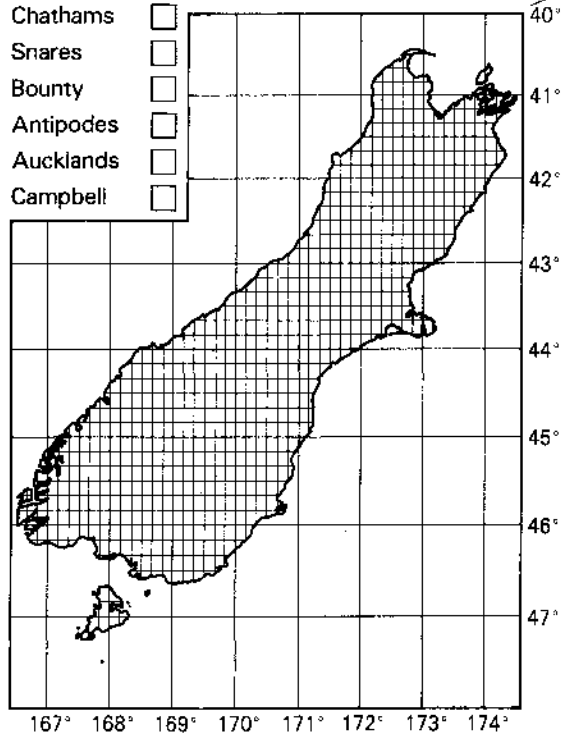 Chathams
Snares
Bounty
Antipodes
Aucklands
Campbell
40°
41°
42°
43°
44°
45°
46°
47°
167° 168° 169° 170° 171° 172° 173° 174°